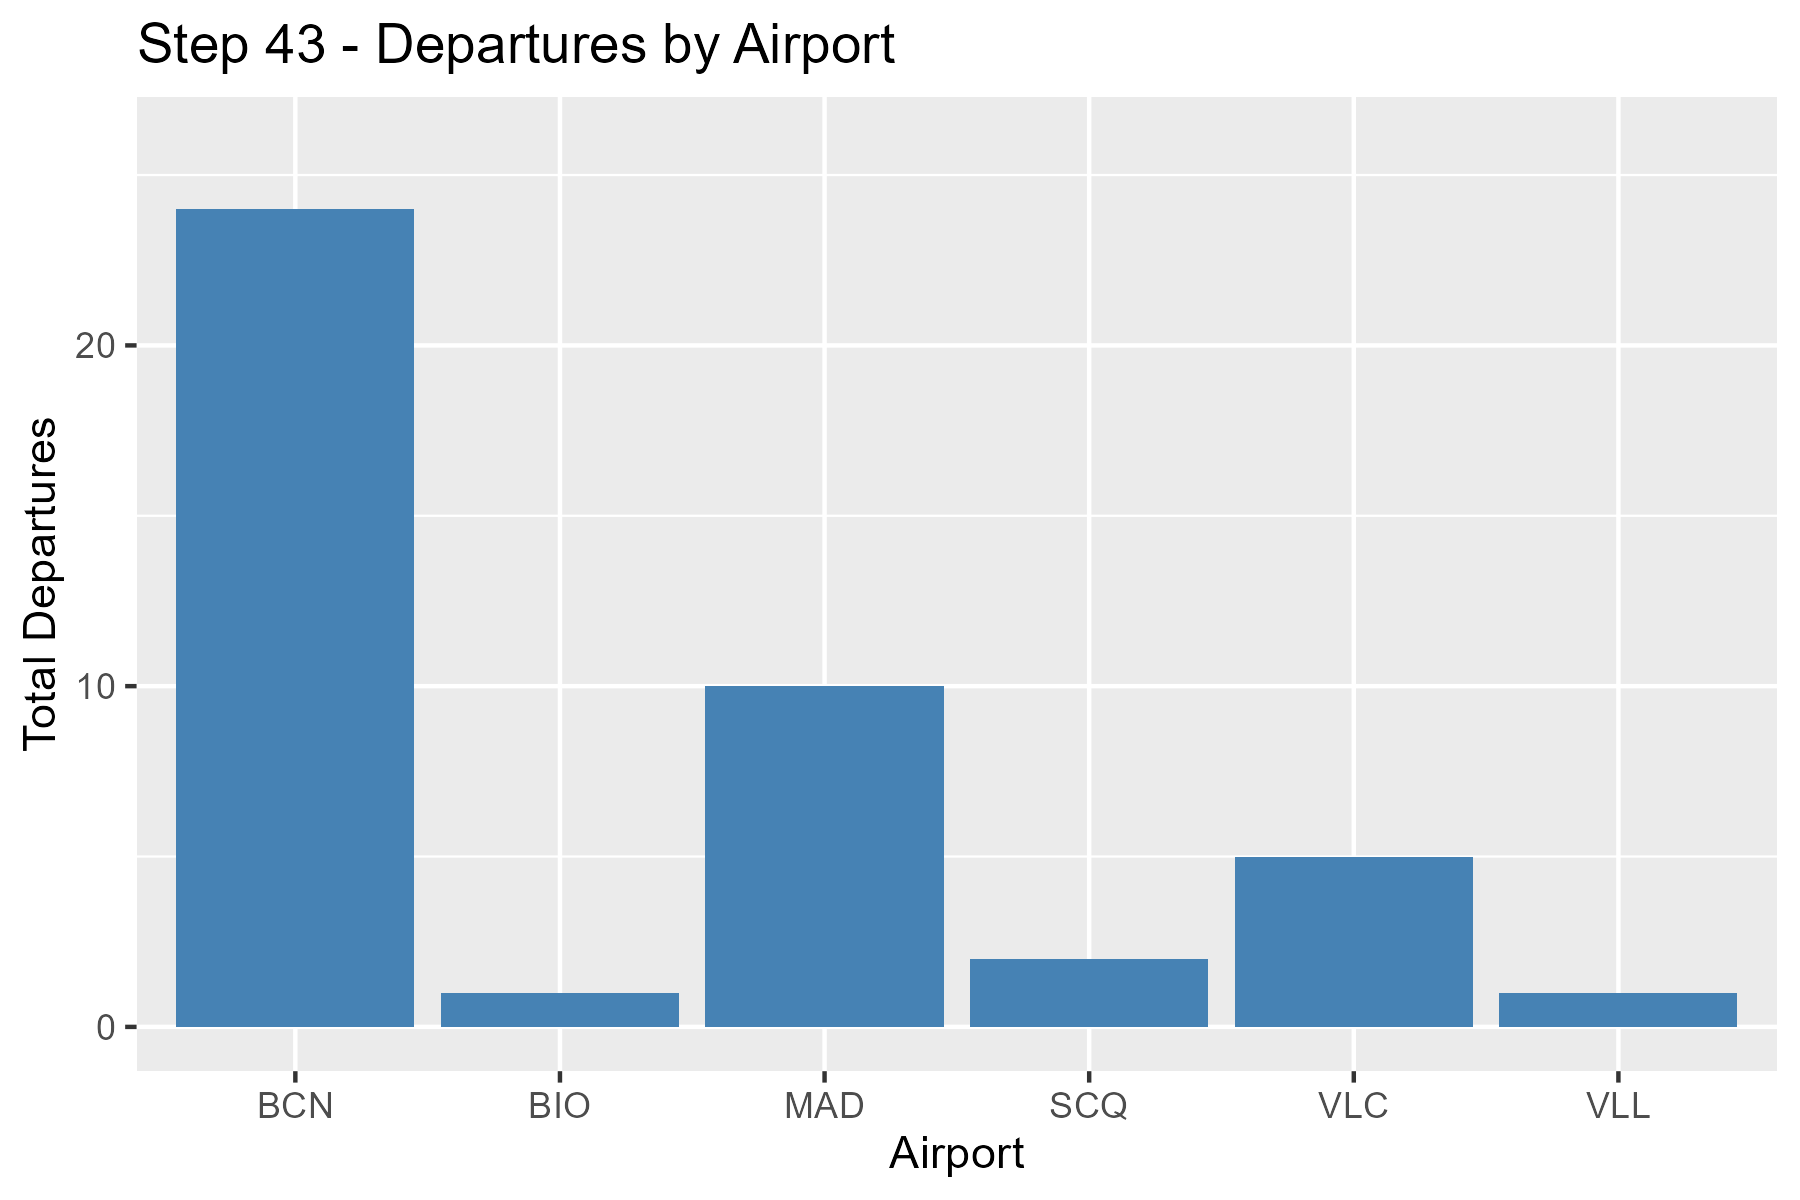 Step 43 - Departures by Airport
Total Departures
20
10
0
BCN BIO MAD SCQ VLC VLL
Airport